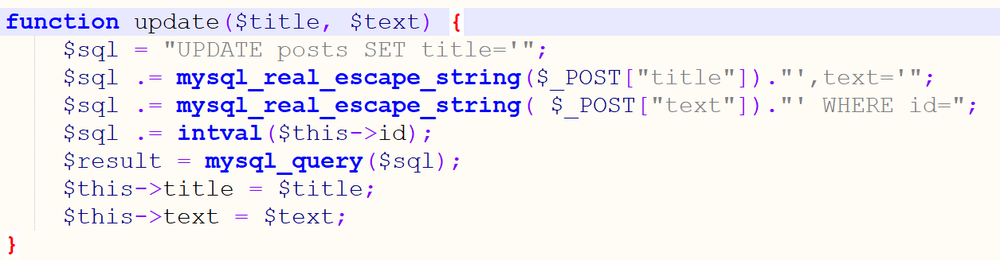 function update($title, $text) {
    $sql = "UPDATE posts SET title='";
    $sql .= mysql_real_escape_string($_POST["title"])."',text='";
    $sql .= mysql_real_escape_string( $_POST["text"])."' WHERE id=";
    $sql .= intval($this->id);
    $result = mysql_query($sql);
    $this->title = $title;
    $this->text = $text;
}